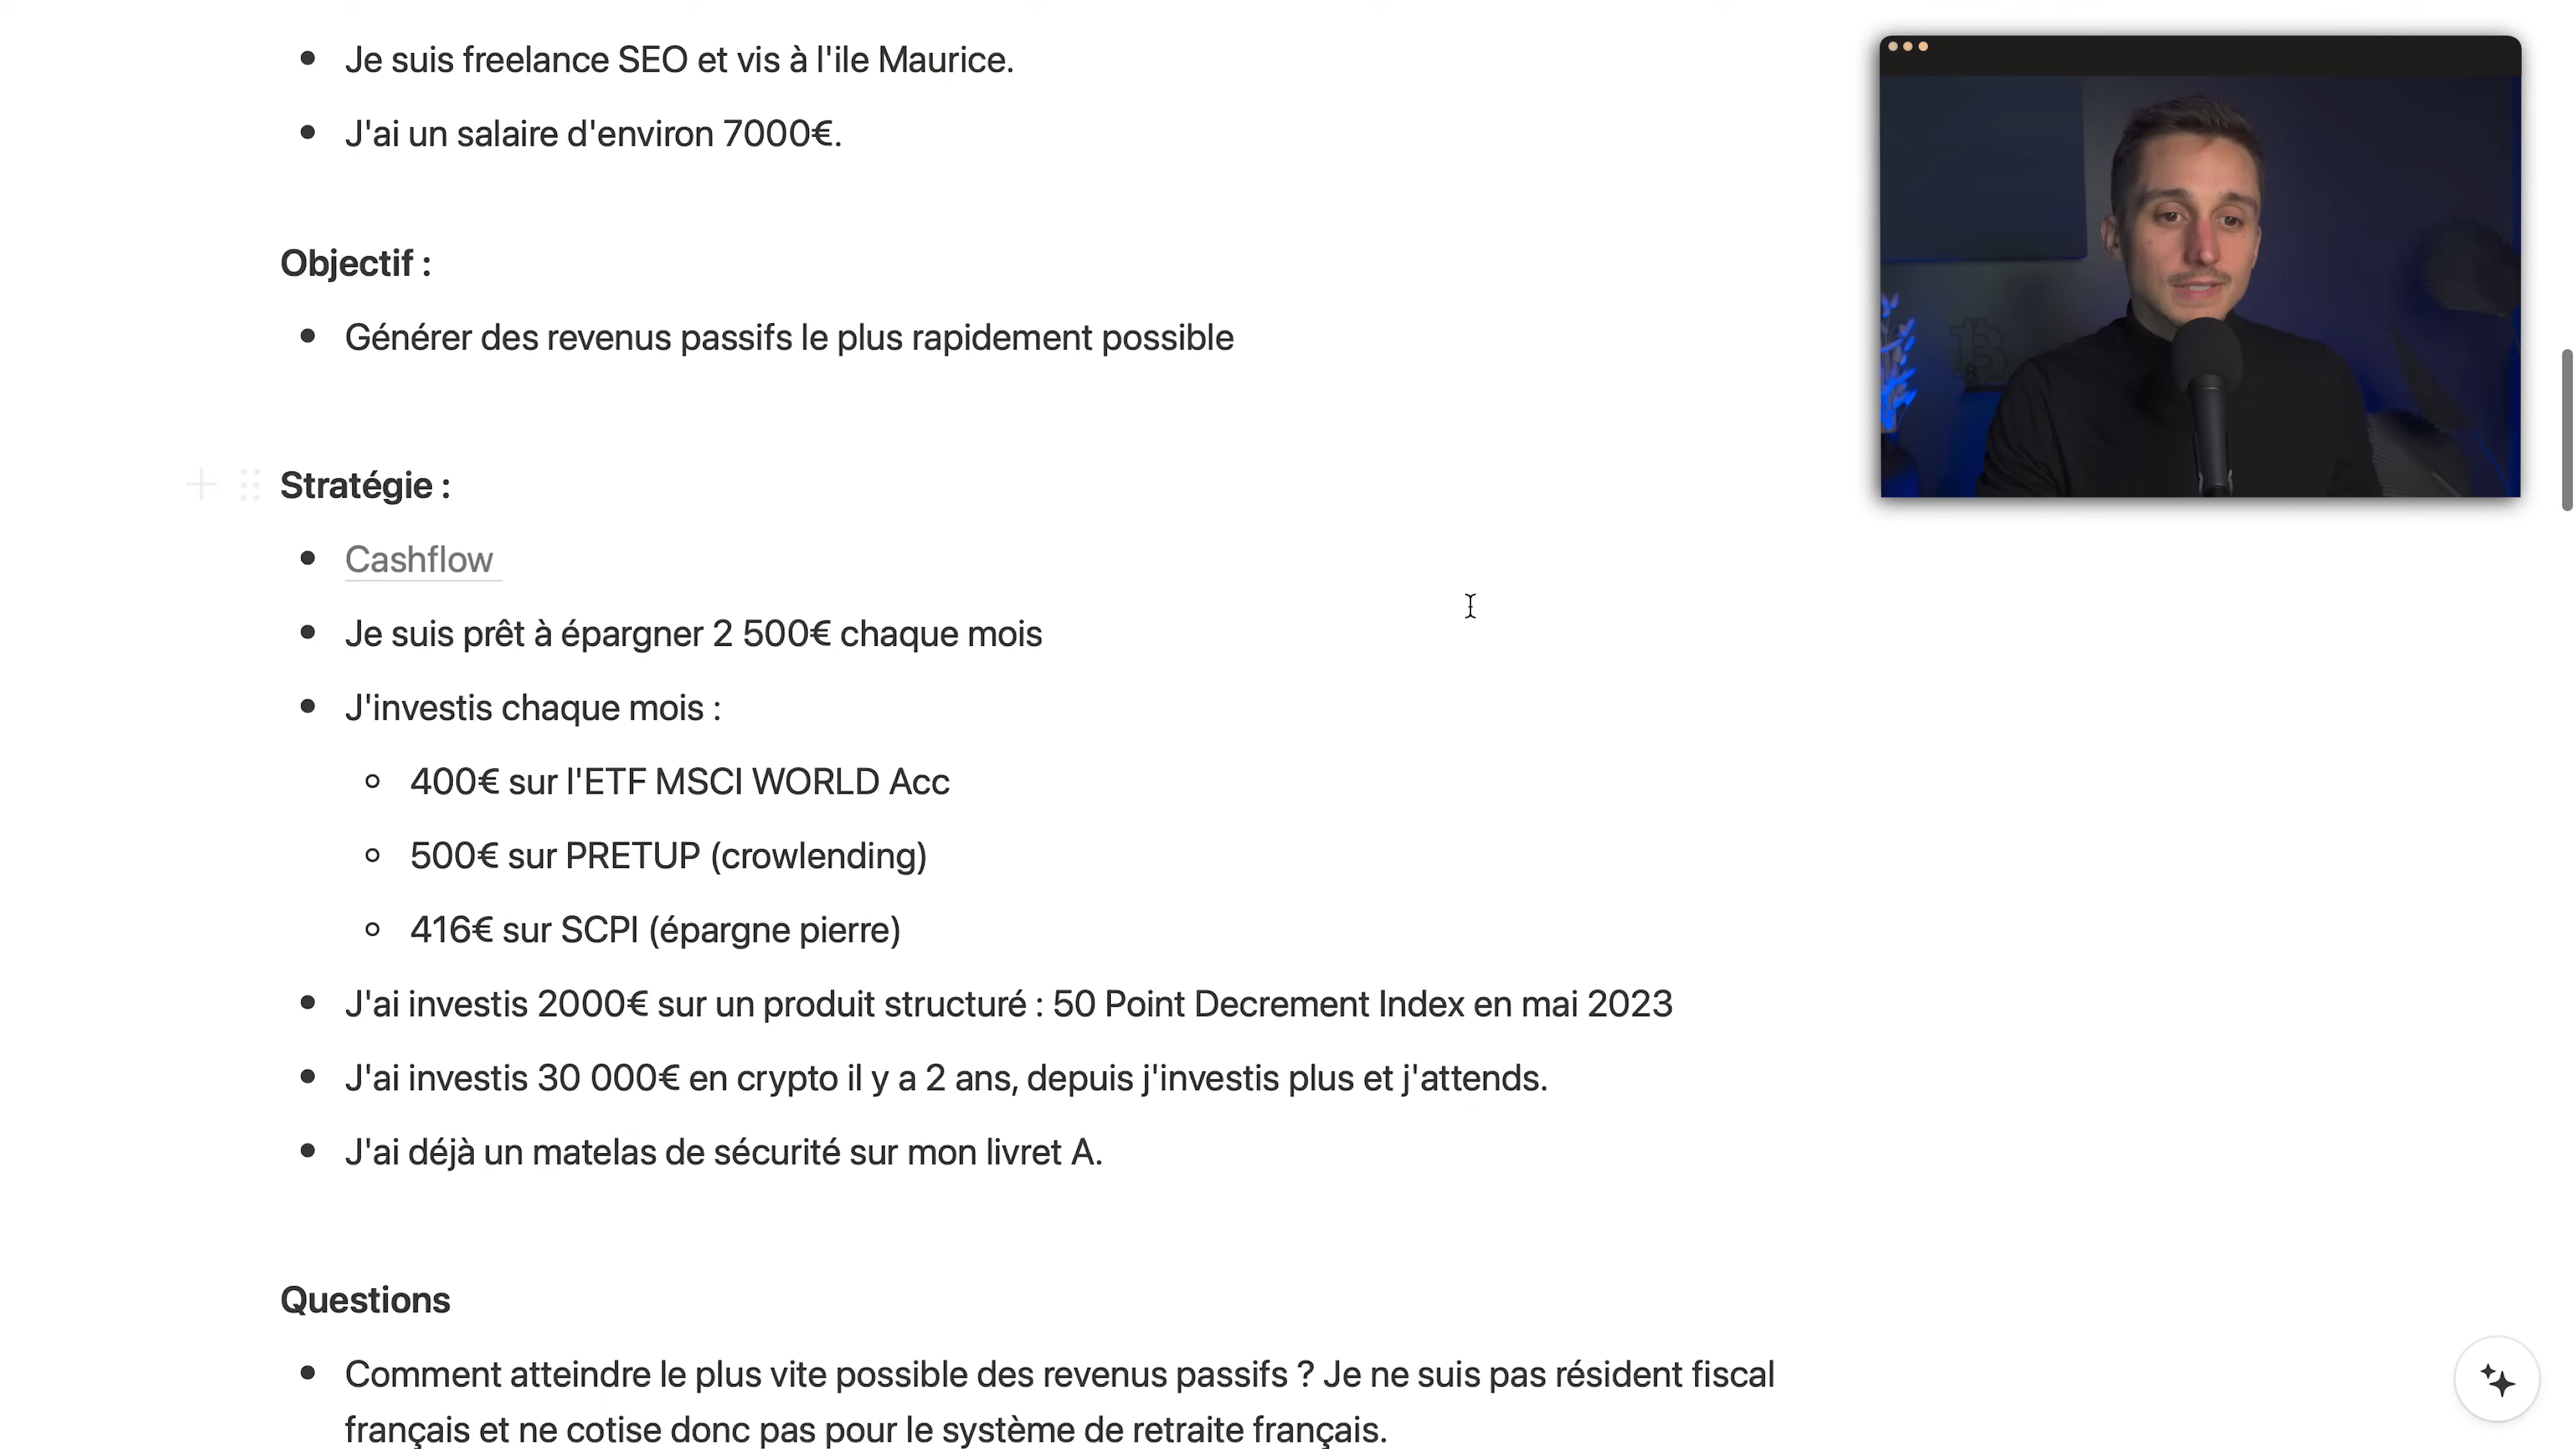 Je suis freelance SEO et vis à l'ile Maurice.
J'ai un salaire d'environ 7000€.
Objectif :
Générer des revenus passifs le plus rapidement possible
Stratégie :
Cashflow
Je suis prêt à épargner 2 500€ chaque mois
J'investis chaque mois :
400€ sur l'ETF MSCI WORLD Acc
500€ sur PRETUP (crowlending)
416€ sur SCPI (épargne pierre)
J'ai investis 2000€ sur un produit structuré : 50 Point Decrement Index en mai 2023
J'ai investis 30 000€ en crypto il y a 2 ans, depuis j'investis plus et j'attends.
J'ai déjà un matelas de sécurité sur mon livret A.
Questions
Comment atteindre le plus vite possible des revenus passifs ? Je ne suis pas résident fiscal
français et ne cotise donc pas pour le système de retraite français.